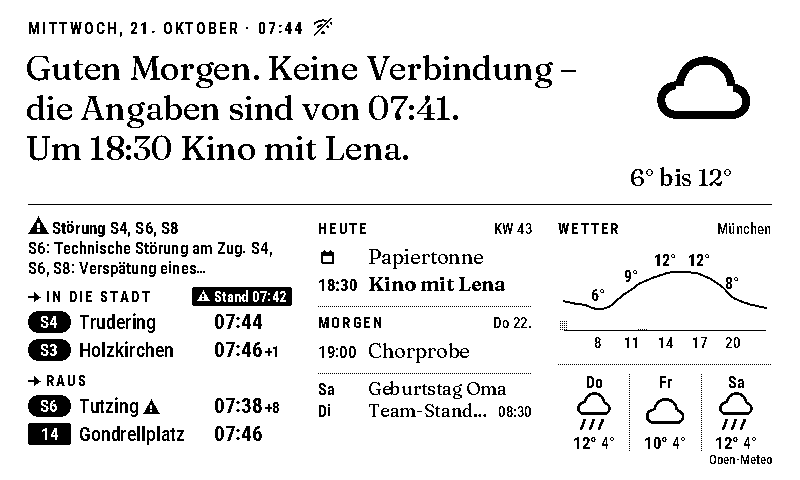 MITTWOCH, 21. OKTOBER · 07:44
Guten Morgen. Keine Verbindung –
die Angaben sind von 07:41.
Um 18:30 Kino mit Lena.
6° bis 12°
Störung S4, S6, S8
S6: Technische Störung am Zug. S4,
S6, S8: Verspätung eines…
→ IN DIE STADT Stand 07:42
S4 Trudering 07:44
S3 Holzkirchen 07:46 +1
→ RAUS
S6 Tutzing 07:38 +8
14 Gondrellplatz 07:46
HEUTE KW 43
Papiertonne
18:30 Kino mit Lena
MORGEN Do 22.
19:00 Chorprobe
Sa Geburtstag Oma
Di Team-Stand… 08:30
WETTER München
6° 9° 12° 12° 8°
8 11 14 17 20
Do Fr Sa
12° 4° 10° 4° 12° 4°
Open-Meteo